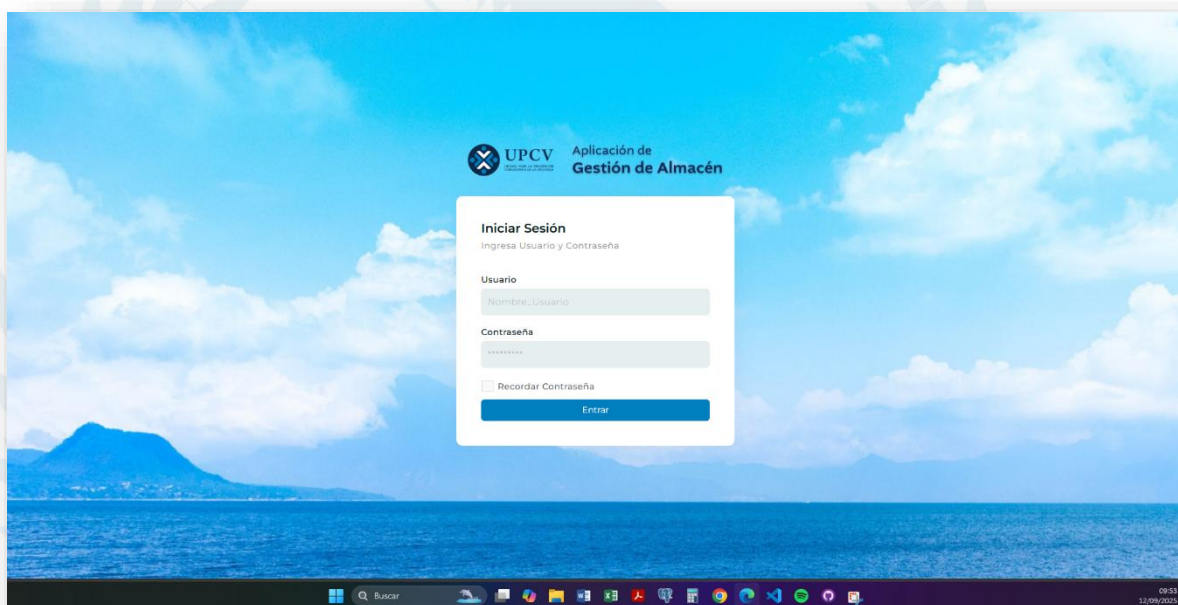 UPCV
Aplicación de
Gestión de Almacén
Iniciar Sesión
Ingresa Usuario y Contraseña
Usuario
Nombre_Usuario
Contraseña
*********
Recordar Contraseña
Entrar
Buscar
09:53
12/09/2025